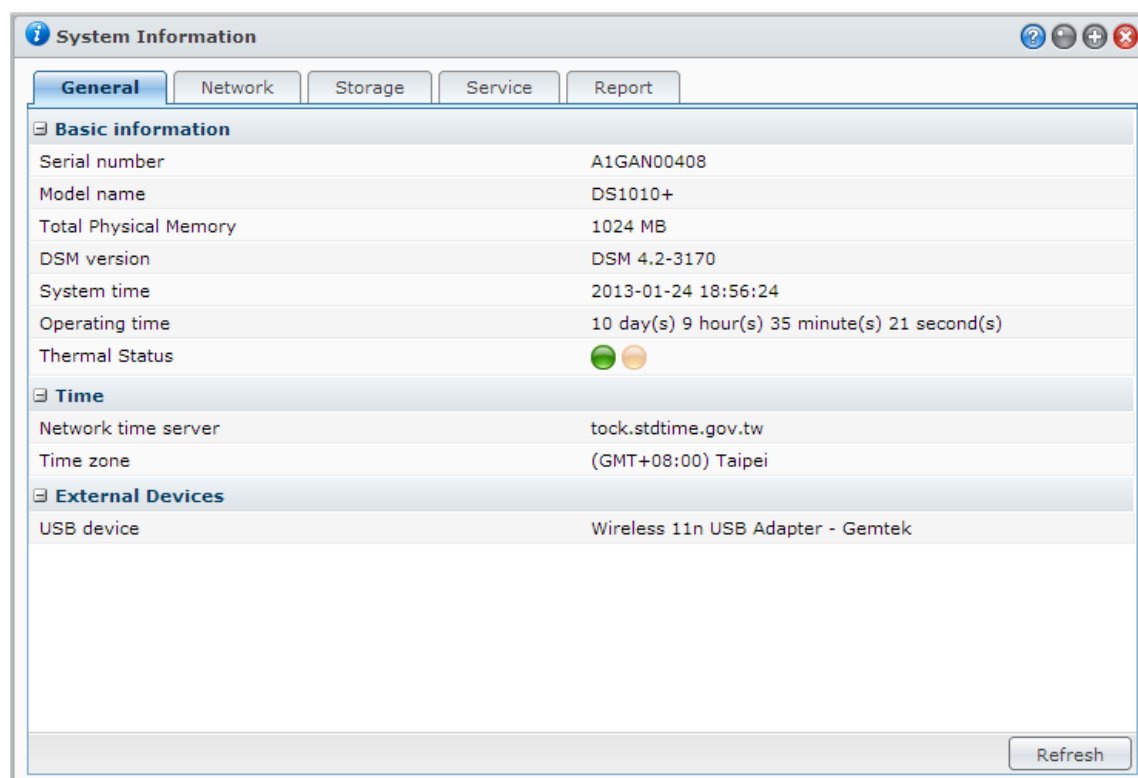 System Information
General Network Storage Service Report
Basic information
Serial number A1GAN00408
Model name DS1010+
Total Physical Memory 1024 MB
DSM version DSM 4.2-3170
System time 2013-01-24 18:56:24
Operating time 10 day(s) 9 hour(s) 35 minute(s) 21 second(s)
Thermal Status
Time
Network time server tock.stdtime.gov.tw
Time zone (GMT+08:00) Taipei
External Devices
USB device Wireless 11n USB Adapter - Gemtek
Refresh